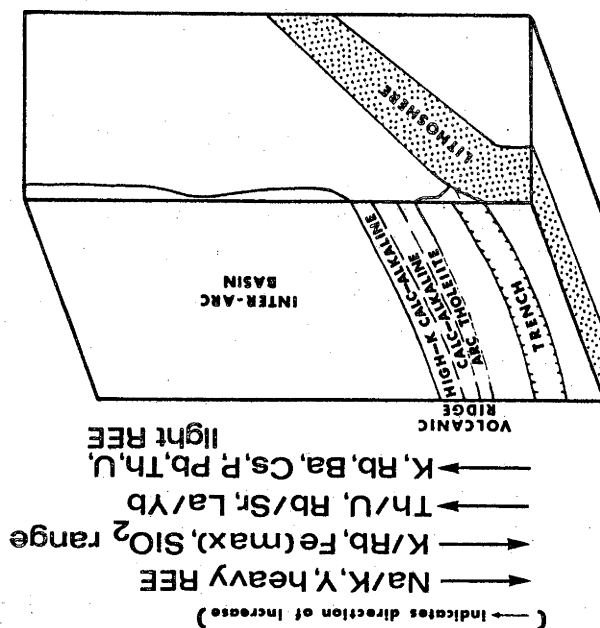 (→ indicates direction of Increase)
← Na/K,Y,heavy REE
← K/Rb, Fe(max), SiO₂ range
→ Th/U, Rb/Sr, La/Yb
→ K,Rb,Ba,Cs,P,Pb,Th,U,
light REE
VOLCANIC
RIDGE
TRENCH
ARC THOLEIITE
CALC-ALKALINE
HIGH-K CALC-ALKALINE
INTER-ARC
BASIN
LITHOSHERE